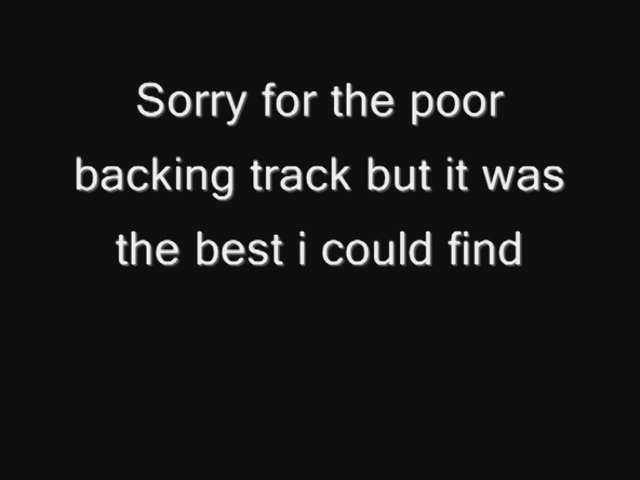 Sorry for the poor
backing track but it was
the best i could find